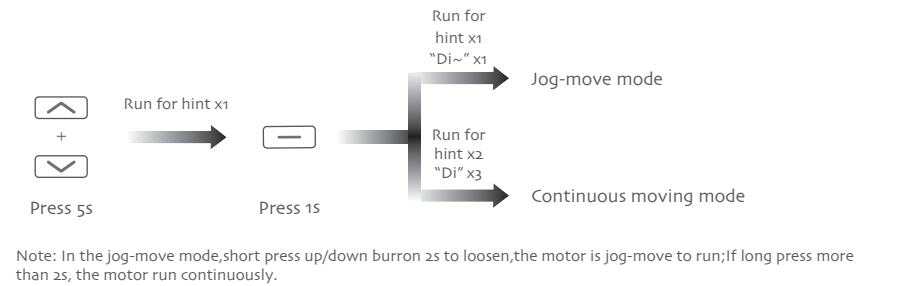 Run for
hint x1
“Di~” x1
Jog-move mode
Run for hint x1
+
Run for
hint x2
“Di” x3
Continuous moving mode
Press 5s
Press 1s
Note: In the jog-move mode,short press up/down burron 2s to loosen,the motor is jog-move to run;If long press more
than 2s, the motor run continuously.